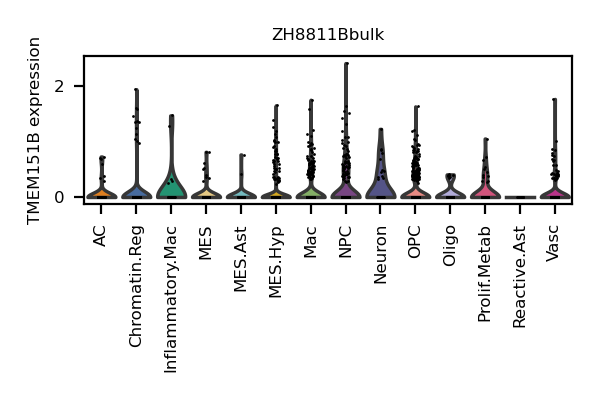 ZH8811Bbulk
TMEM151B expression
2
0
AC
Chromatin.Reg
Inflammatory.Mac
MES
MES.Ast
MES.Hyp
Mac
NPC
Neuron
OPC
Oligo
Prolif.Metab
Reactive.Ast
Vasc